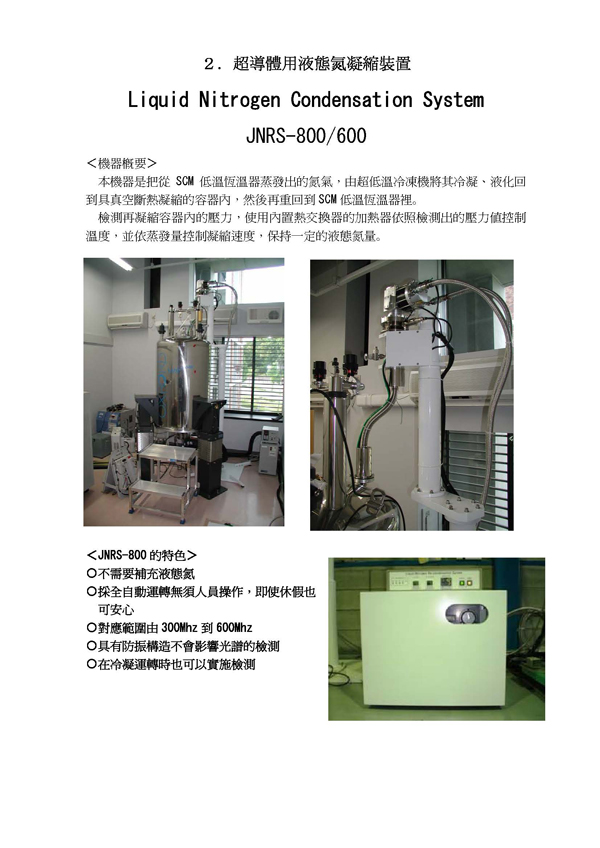 ２. 超導體用液態氮凝縮裝置
Liquid Nitrogen Condensation System
JNRS-800/600
＜機器概要＞
本機器是把從 SCM 低溫恆溫器蒸發出的氮氣，由超低溫冷凍機將其冷凝、液化回
到具真空斷熱凝縮的容器內，然後再重回到 SCM 低溫恆溫器裡。
檢測再凝縮容器內的壓力，使用內置熱交換器的加熱器依照檢測出的壓力值控制
溫度，並依蒸發量控制凝縮速度，保持一定的液態氮量。
＜JNRS-800 的特色＞
○不需要補充液態氮
○採全自動運轉無須人員操作，即使休假也
可安心
○對應範圍由 300Mhz 到 600Mhz
○具有防振構造不會影響光譜的檢測
○在冷凝運轉時也可以實施檢測